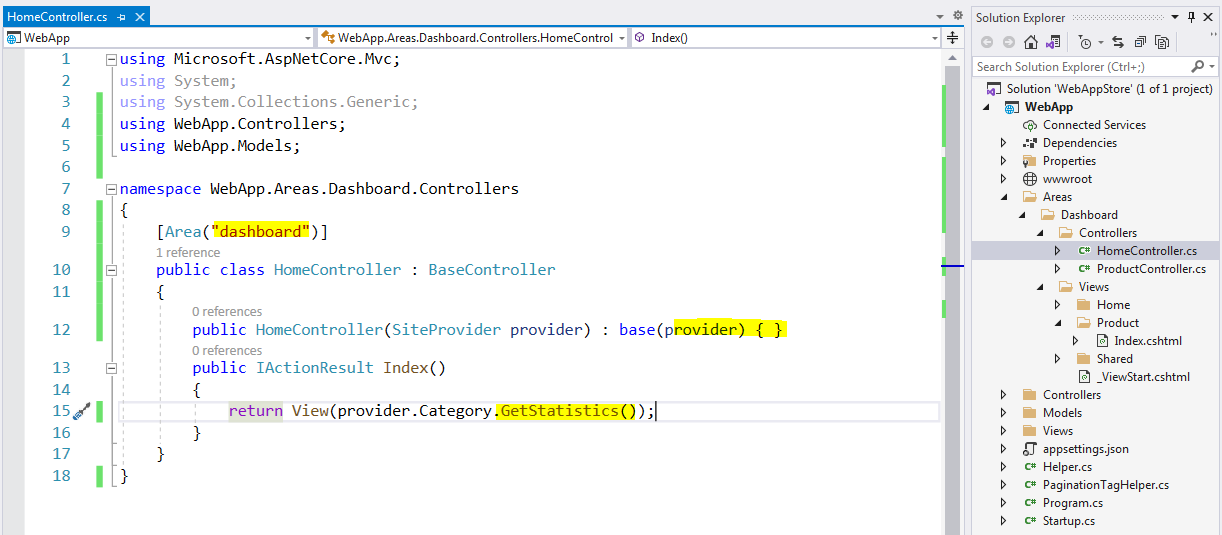 HomeController.cs
WebApp
WebApp.Areas.Dashboard.Controllers.HomeControl
Index()
1 using Microsoft.AspNetCore.Mvc;
2 using System;
3 using System.Collections.Generic;
4 using WebApp.Controllers;
5 using WebApp.Models;
6
7 namespace WebApp.Areas.Dashboard.Controllers
8 {
9 [Area("dashboard")]
1 reference
10 public class HomeController : BaseController
11 {
0 references
12 public HomeController(SiteProvider provider) : base(provider) { }
0 references
13 public IActionResult Index()
14 {
15 return View(provider.Category.GetStatistics());
16 }
17 }
18 }
Solution Explorer
Search Solution Explorer (Ctrl+;)
Solution 'WebAppStore' (1 of 1 project)
WebApp
Connected Services
Dependencies
Properties
wwwroot
Areas
Dashboard
Controllers
C# HomeController.cs
C# ProductController.cs
Views
Home
Product
Index.cshtml
Shared
_ViewStart.cshtml
Controllers
Models
Views
appsettings.json
C# Helper.cs
C# PaginationTagHelper.cs
C# Program.cs
C# Startup.cs